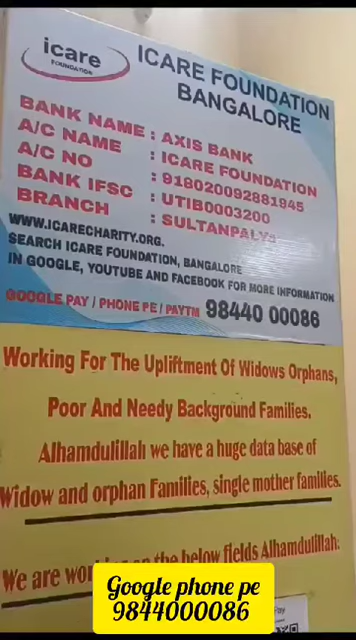 icare
FOUNDATION
ICARE FOUNDATION
BANGALORE
BANK NAME : AXIS BANK
A/C NAME : ICARE FOUNDATION
A/C NO : 918020092881945
BANK IFSC : UTIB0003200
BRANCH : SULTANPALYA
WWW.ICARECHARITY.ORG.
SEARCH ICARE FOUNDATION, BANGALORE
IN GOOGLE, YOUTUBE AND FACEBOOK FOR MORE INFORMATION
GOOGLE PAY / PHONE PE / PAYTM 98440 00086
Working For The Upliftment Of Widows Orphans,
Poor And Needy Background Families.
Alhamdulillah we have a huge data base of
widow and orphan Families, single mother families.
We are working on the below fields Alhamdulillah:
Google phone pe
9844000086
Pay